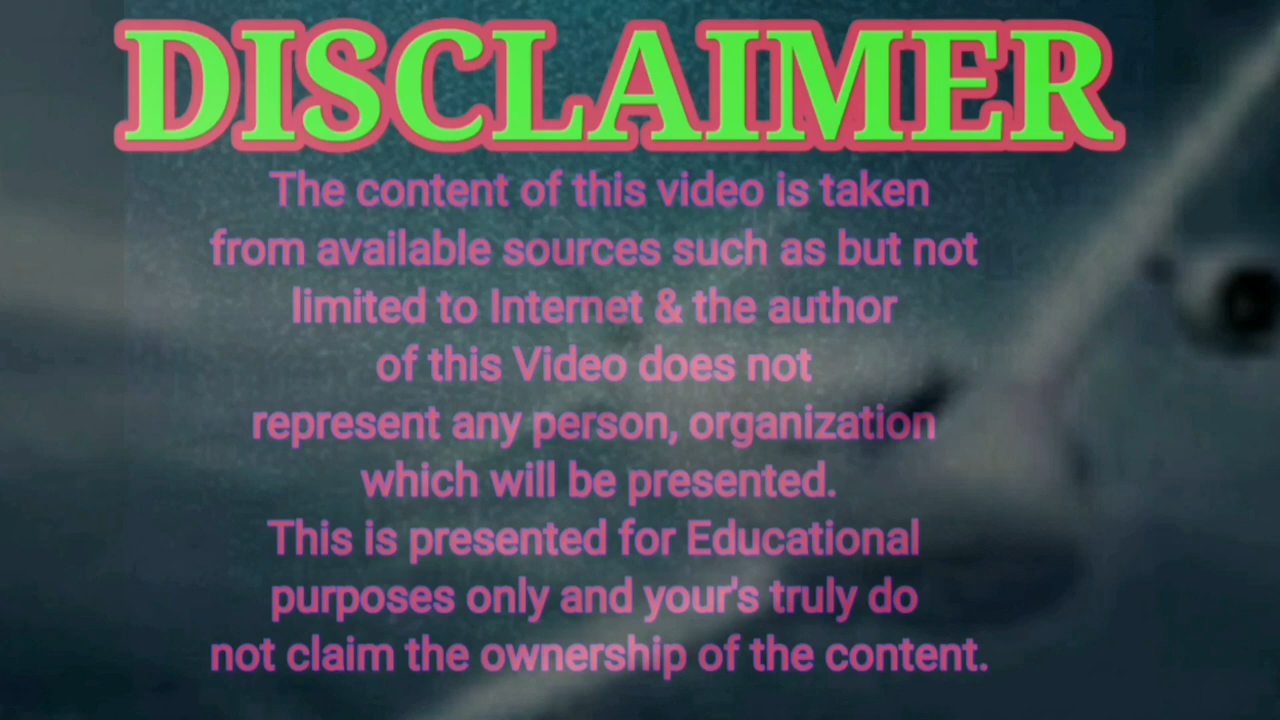 DISCLAIMER
The content of this video is taken
from available sources such as but not
limited to Internet & the author
of this Video does not
represent any person, organization
which will be presented.
This is presented for Educational
purposes only and your's truly do
not claim the ownership of the content.